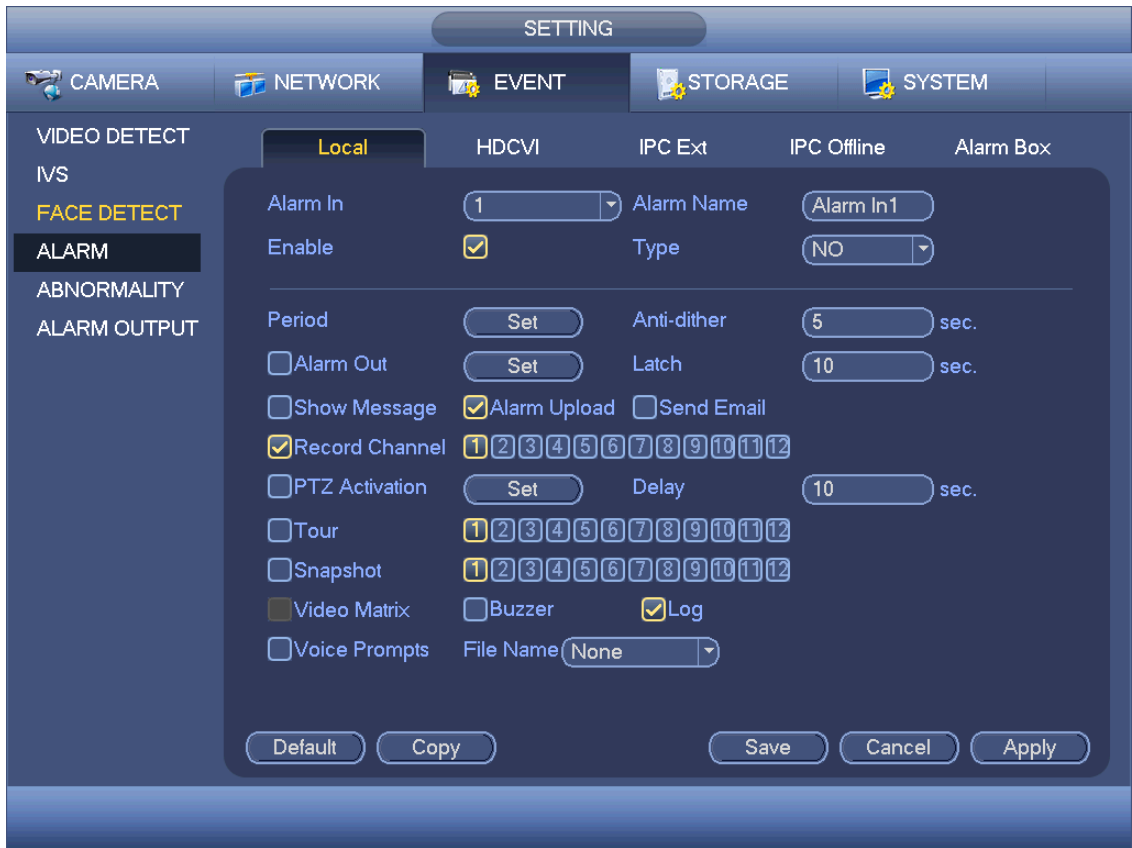 SETTING
CAMERA NETWORK EVENT STORAGE SYSTEM
VIDEO DETECT
IVS
FACE DETECT
ALARM
ABNORMALITY
ALARM OUTPUT
Local HDCVI IPC Ext IPC Offline Alarm Box
Alarm In 1 Alarm Name Alarm In1
Enable Type NO
Period Set Anti-dither 5 sec.
Alarm Out Set Latch 10 sec.
Show Message Alarm Upload Send Email
Record Channel 1 2 3 4 5 6 7 8 9 10 11 12
PTZ Activation Set Delay 10 sec.
Tour 1 2 3 4 5 6 7 8 9 10 11 12
Snapshot 1 2 3 4 5 6 7 8 9 10 11 12
Video Matrix Buzzer Log
Voice Prompts File Name None
Default Copy Save Cancel Apply